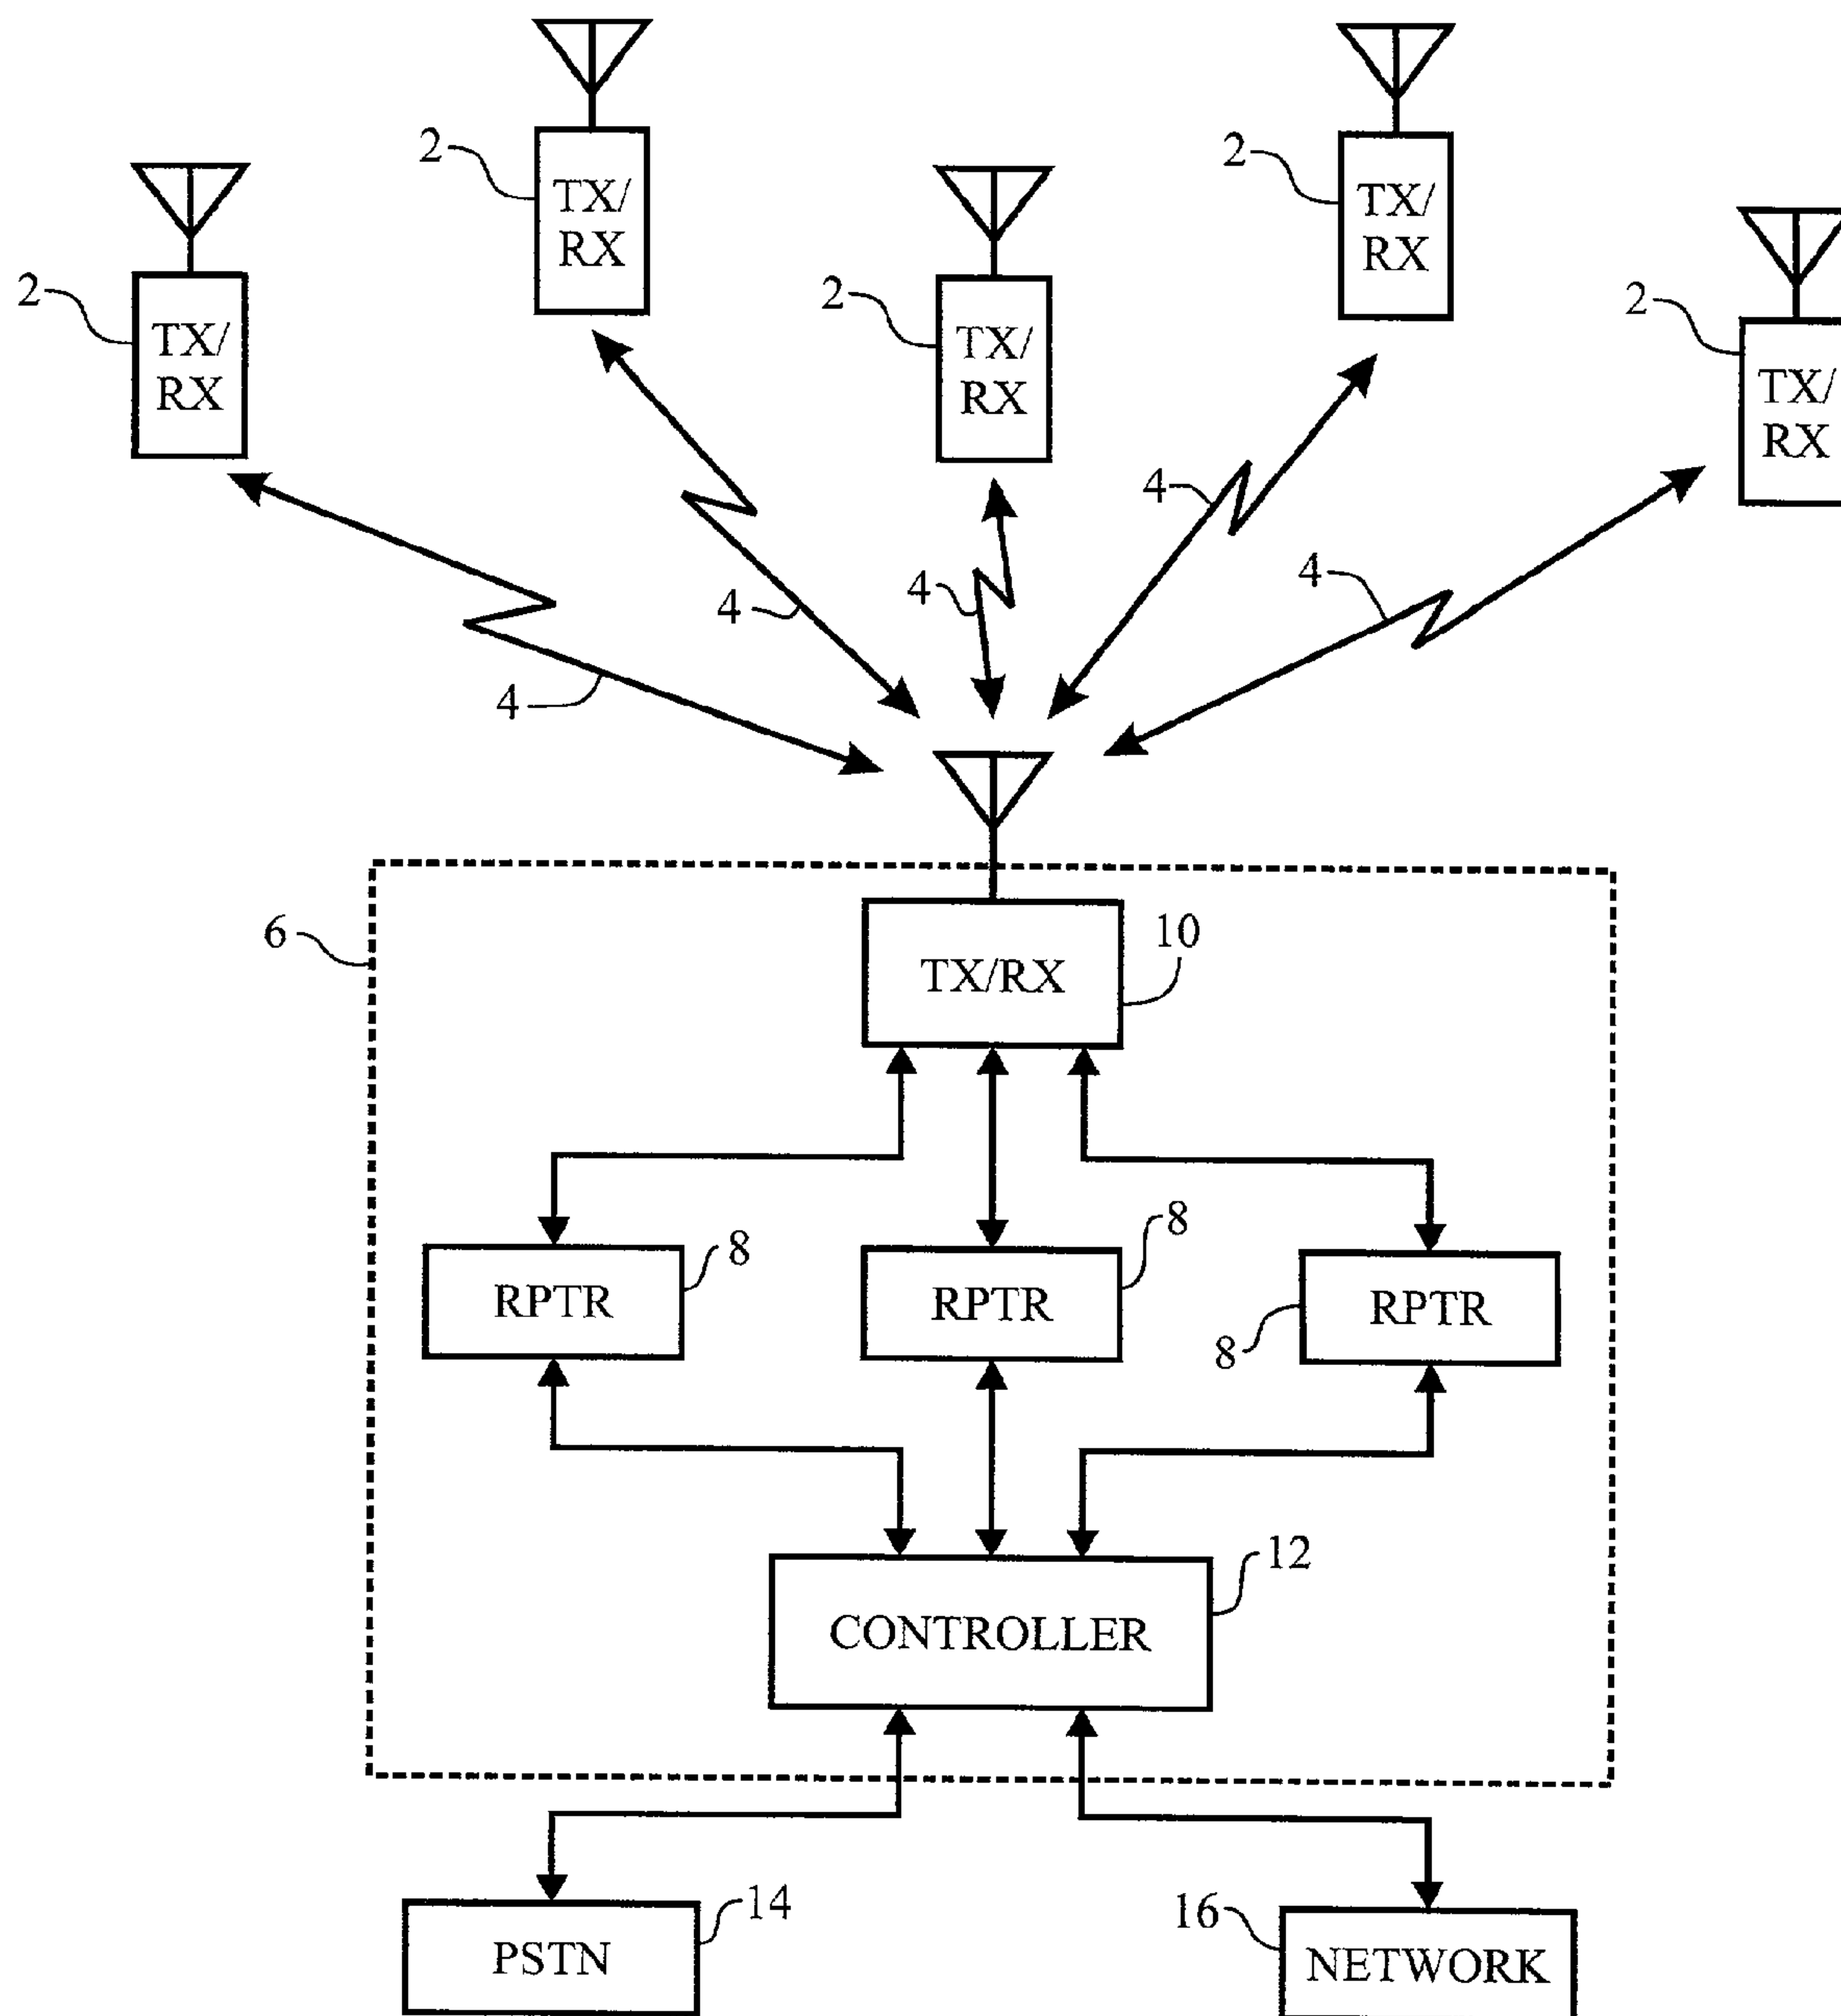 2
TX/
RX
2
TX/
RX
2
TX/
RX
2
TX/
RX
2
TX/
RX
4
4
4
4
4
6
TX/RX
10
RPTR
8
RPTR
8
RPTR
8
CONTROLLER
12
PSTN
14
NETWORK
16